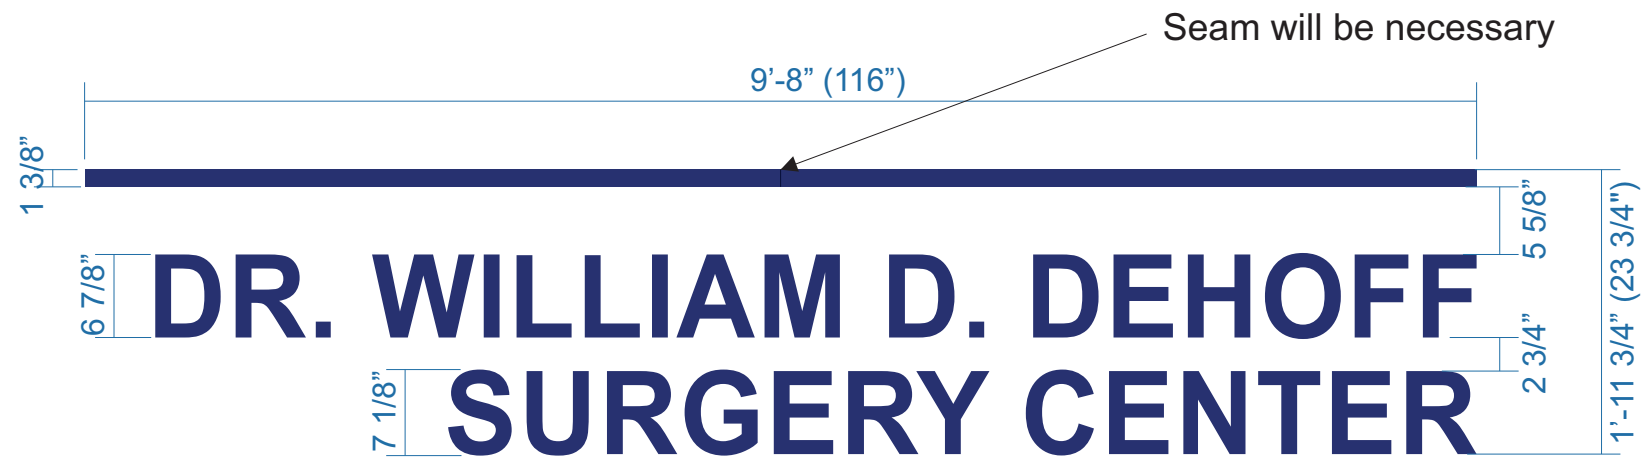 Seam will be necessary
9’-8” (116”)
1 3/8”
5 5/8”
1’-11 3/4” (23 3/4")
6 7/8”
DR. WILLIAM D. DEHOFF
2 3/4”
7 1/8”
SURGERY CENTER